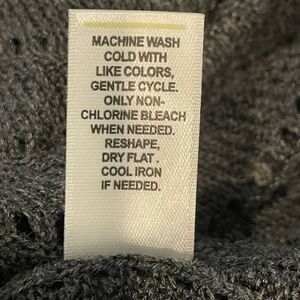 MACHINE WASH
COLD WITH
LIKE COLORS,
GENTLE CYCLE.
ONLY NON-
CHLORINE BLEACH
WHEN NEEDED.
RESHAPE,
DRY FLAT .
COOL IRON
IF NEEDED.